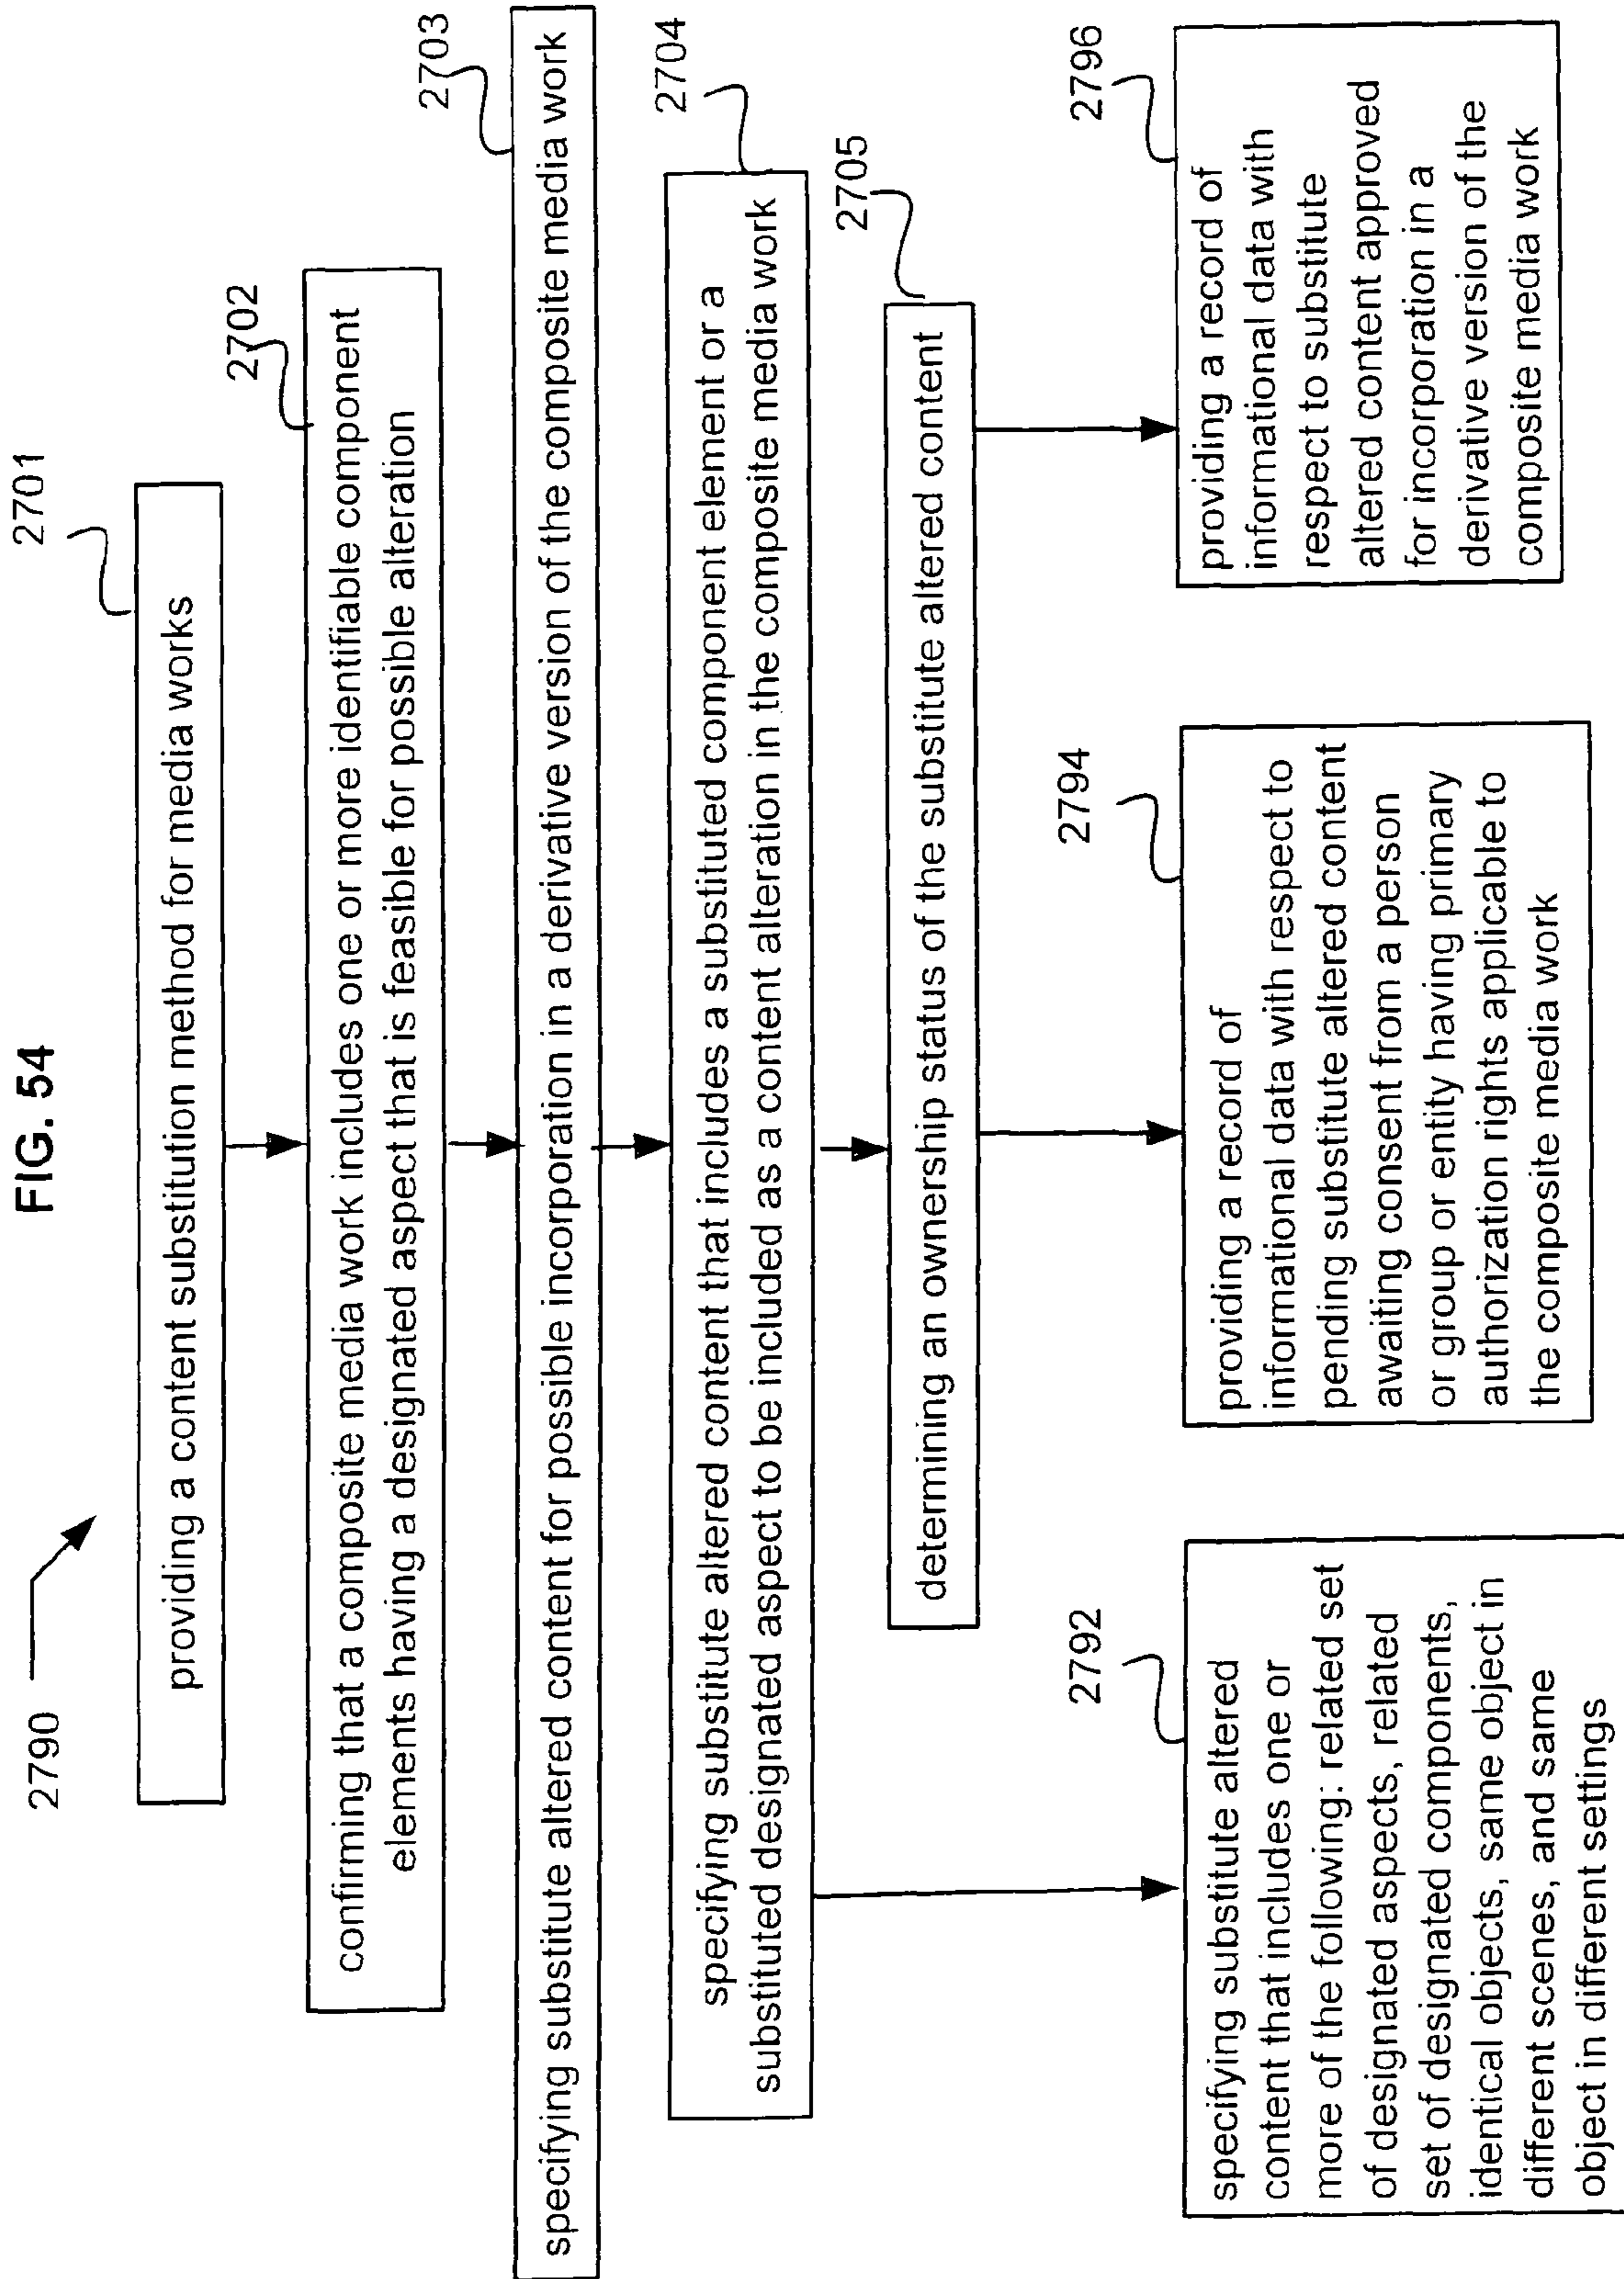 FIG. 54
2790
2701
providing a content substitution method for media works
2702
confirming that a composite media work includes one or more identifiable component
elements having a designated aspect that is feasible for possible alteration
2703
specifying substitute altered content for possible incorporation in a derivative version of the composite media work
2704
specifying substitute altered content that includes a substituted component element or a
substituted designated aspect to be included as a content alteration in the composite media work
2705
determining an ownership status of the substitute altered content
2792
specifying substitute altered
content that includes one or
more of the following: related set
of designated aspects, related
set of designated components,
identical objects, same object in
different scenes, and same
object in different settings
2794
providing a record of
informational data with respect to
pending substitute altered content
awaiting consent from a person
or group or entity having primary
authorization rights applicable to
the composite media work
2796
providing a record of
informational data with
respect to substitute
altered content approved
for incorporation in a
derivative version of the
composite media work